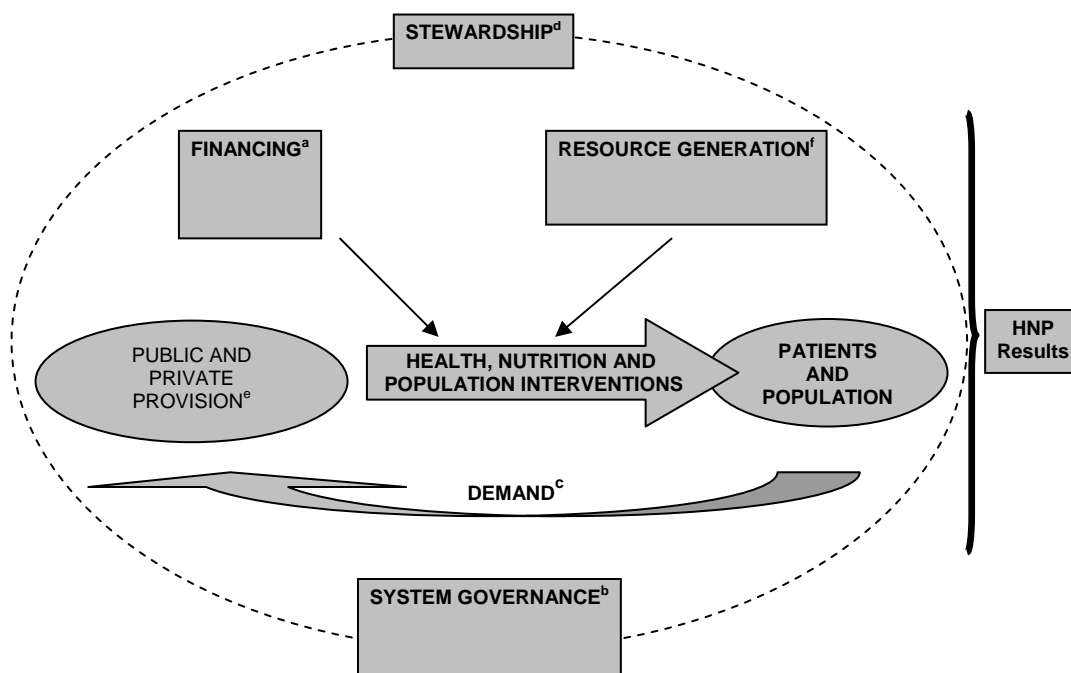 STEWARDSHIPᵈ
FINANCINGᵃ
RESOURCE GENERATIONᶠ
PUBLIC AND
PRIVATE
PROVISIONᵉ
HEALTH, NUTRITION AND
POPULATION INTERVENTIONS
PATIENTS
AND
POPULATION
HNP
Results
DEMANDᶜ
SYSTEM GOVERNANCEᵇ